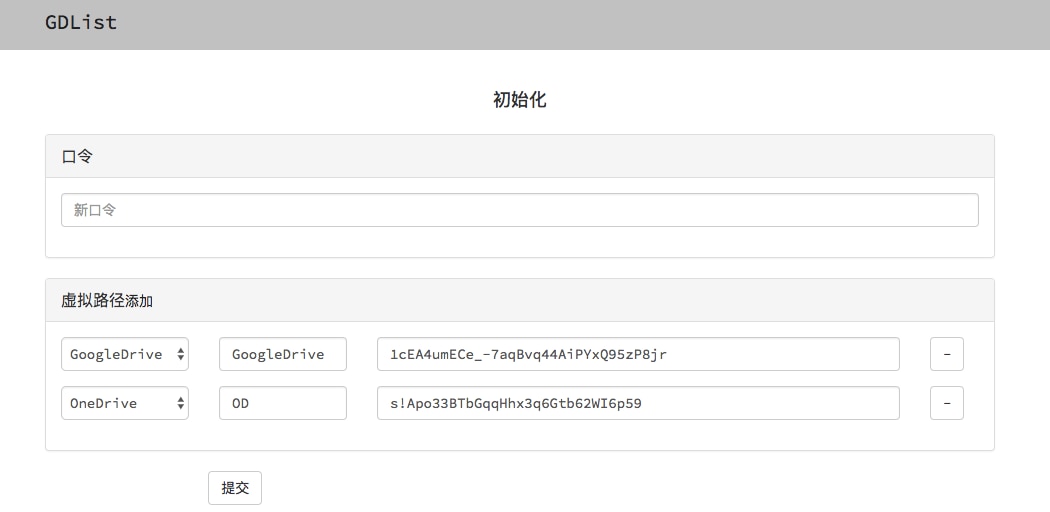 GDList
初始化
口令
新口令
虚拟路径添加
GoogleDrive GoogleDrive 1cEA4umECe_-7aqBvq44AiPYxQ95zP8jr -
OneDrive OD s!Apo33BTbGqqHhx3q6Gtb62WI6p59 -
提交